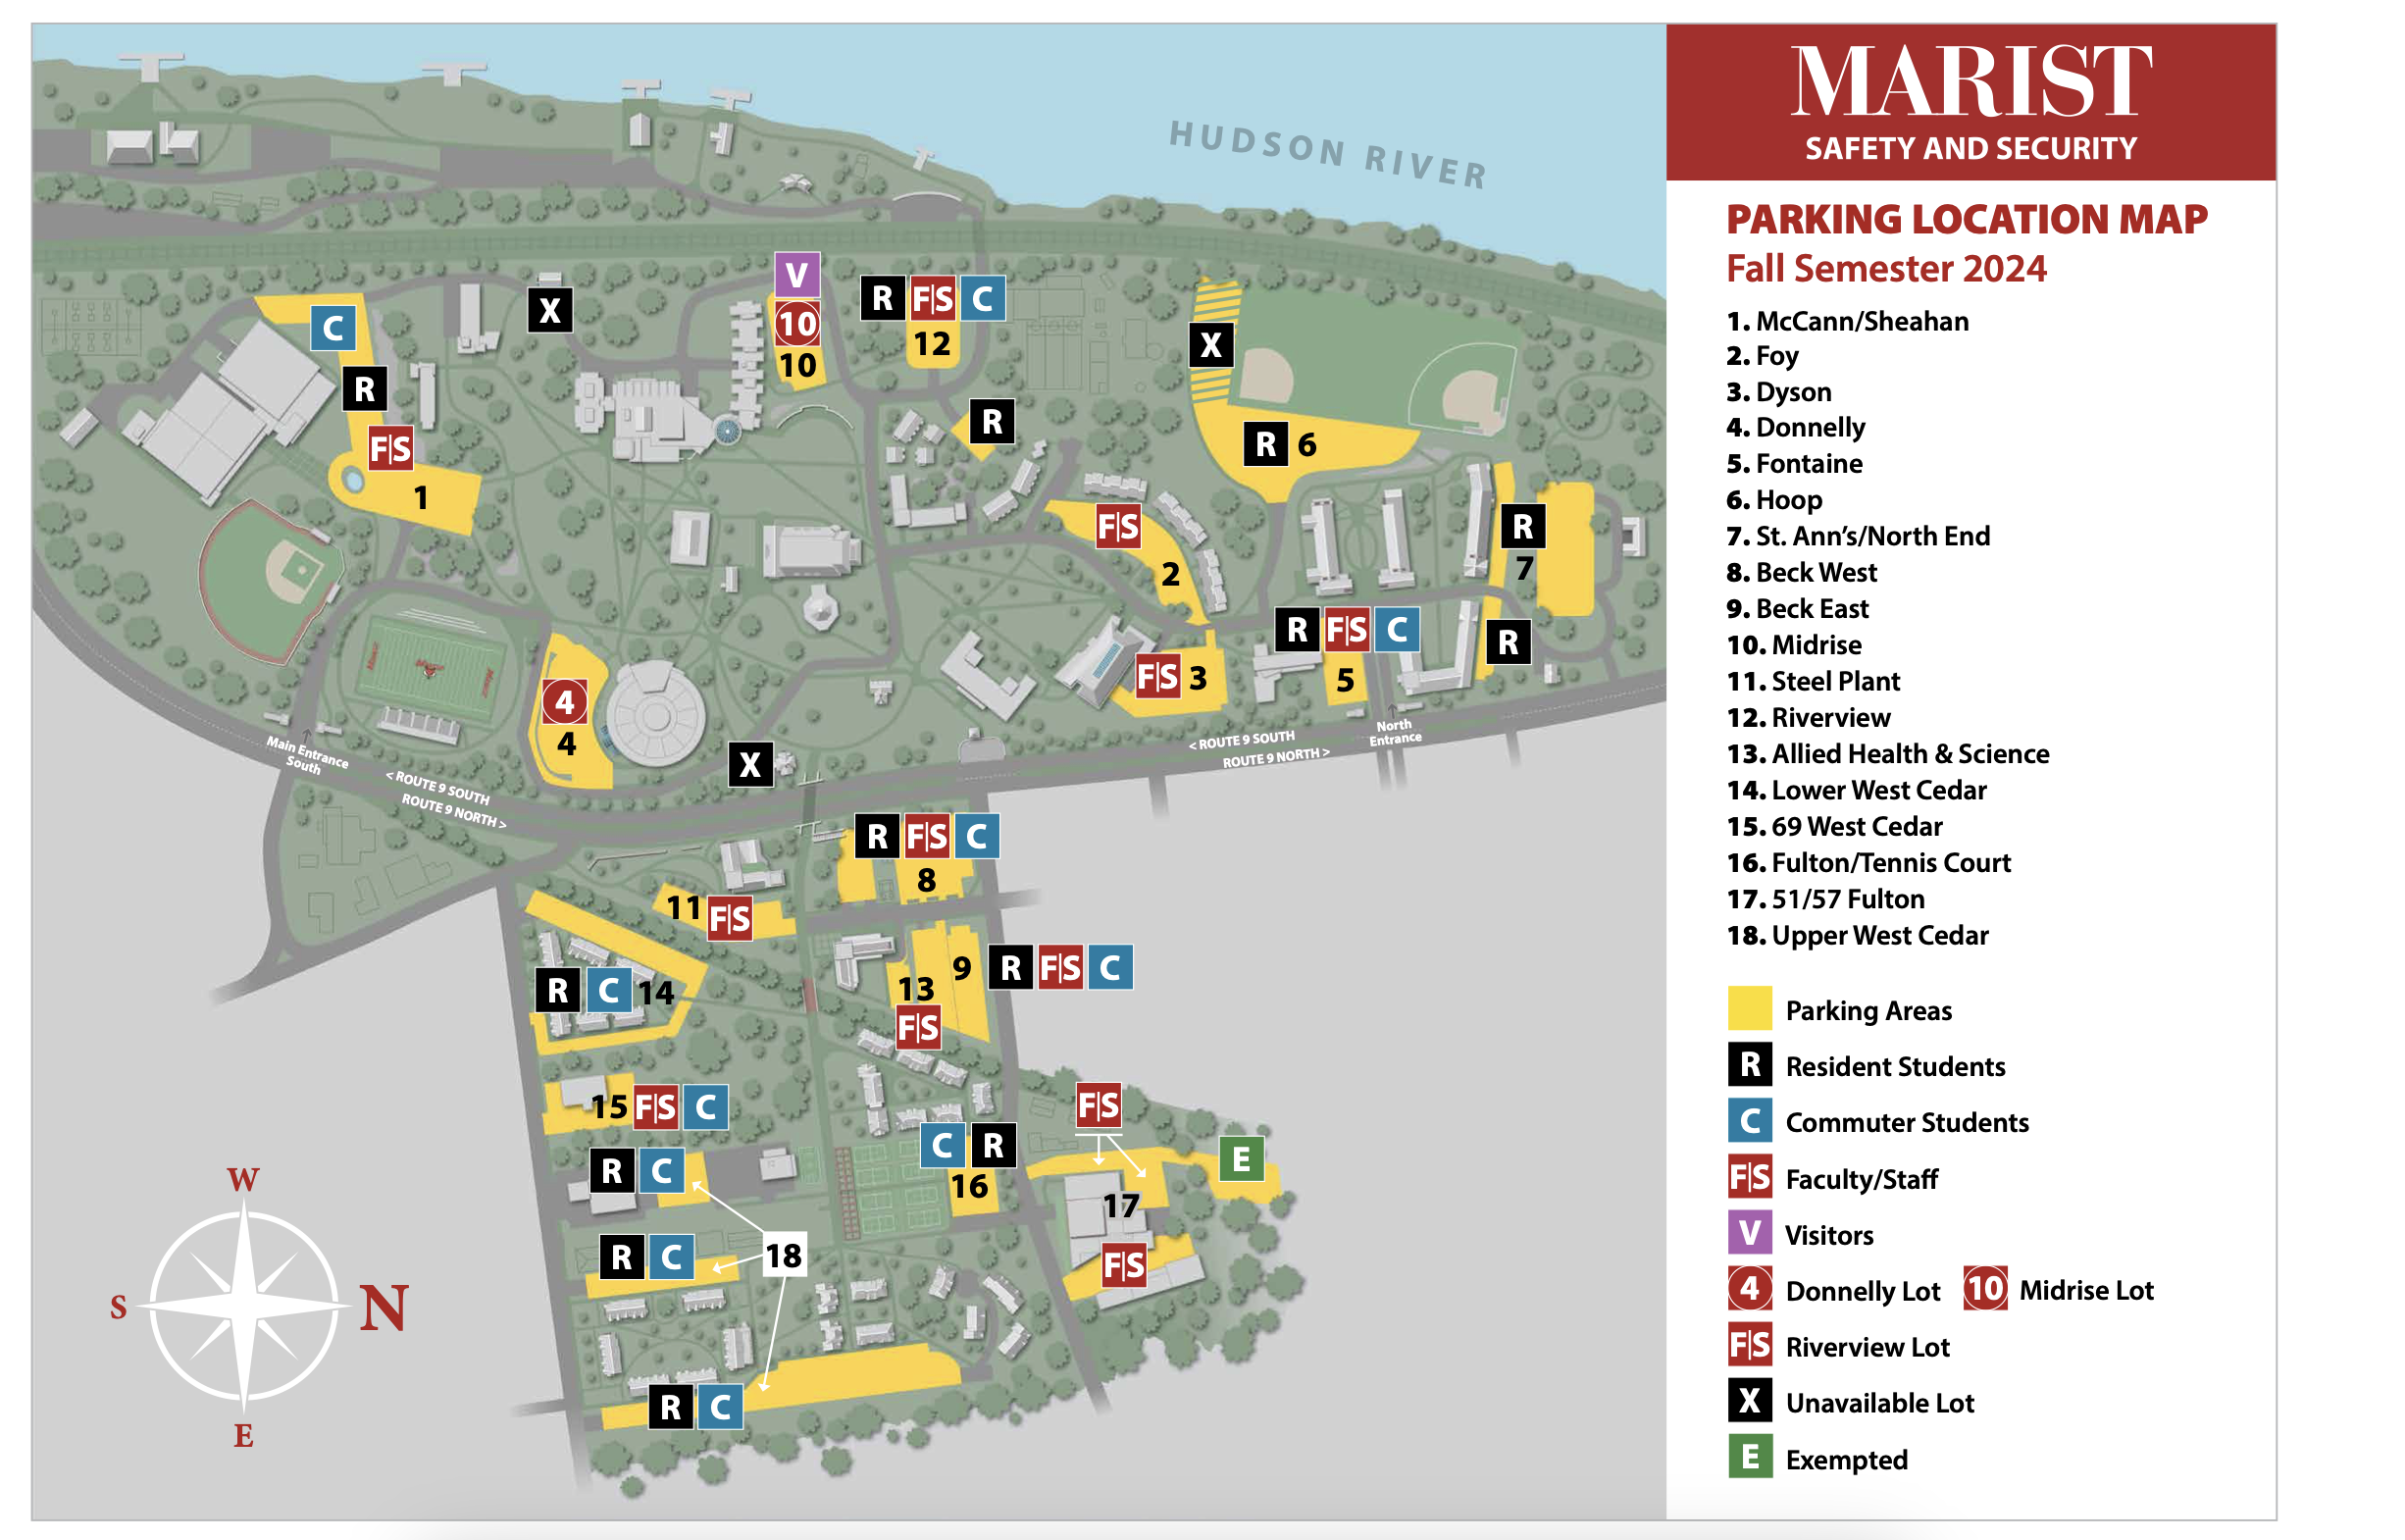 MARIST
SAFETY AND SECURITY
PARKING LOCATION MAP
Fall Semester 2024
1. McCann/Sheahan
2. Foy
3. Dyson
4. Donnelly
5. Fontaine
6. Hoop
7. St. Ann's/North End
8. Beck West
9. Beck East
10. Midrise
11. Steel Plant
12. Riverview
13. Allied Health & Science
14. Lower West Cedar
15. 69 West Cedar
16. Fulton/Tennis Court
17. 51/57 Fulton
18. Upper West Cedar
Parking Areas
R Resident Students
C Commuter Students
F|S Faculty/Staff
V Visitors
4 Donnelly Lot 10 Midrise Lot
F|S Riverview Lot
X Unavailable Lot
E Exempted
HUDSON RIVER
V
10
10
R F|S C
12
X
C
R
F|S
1
X
R
R 6
F|S
2
R
7
R
R F|S C
5
F|S 3
4
4
X
North
Entrance
< ROUTE 9 SOUTH
ROUTE 9 NORTH >
Main Entrance
South
< ROUTE 9 SOUTH
ROUTE 9 NORTH >
R F|S C
8
11 F|S
9 R F|S C
13
F|S
R C 14
15 F|S C
F|S
E
C R
16
17
F|S
R C
R C
18
R C
W
S
N
E